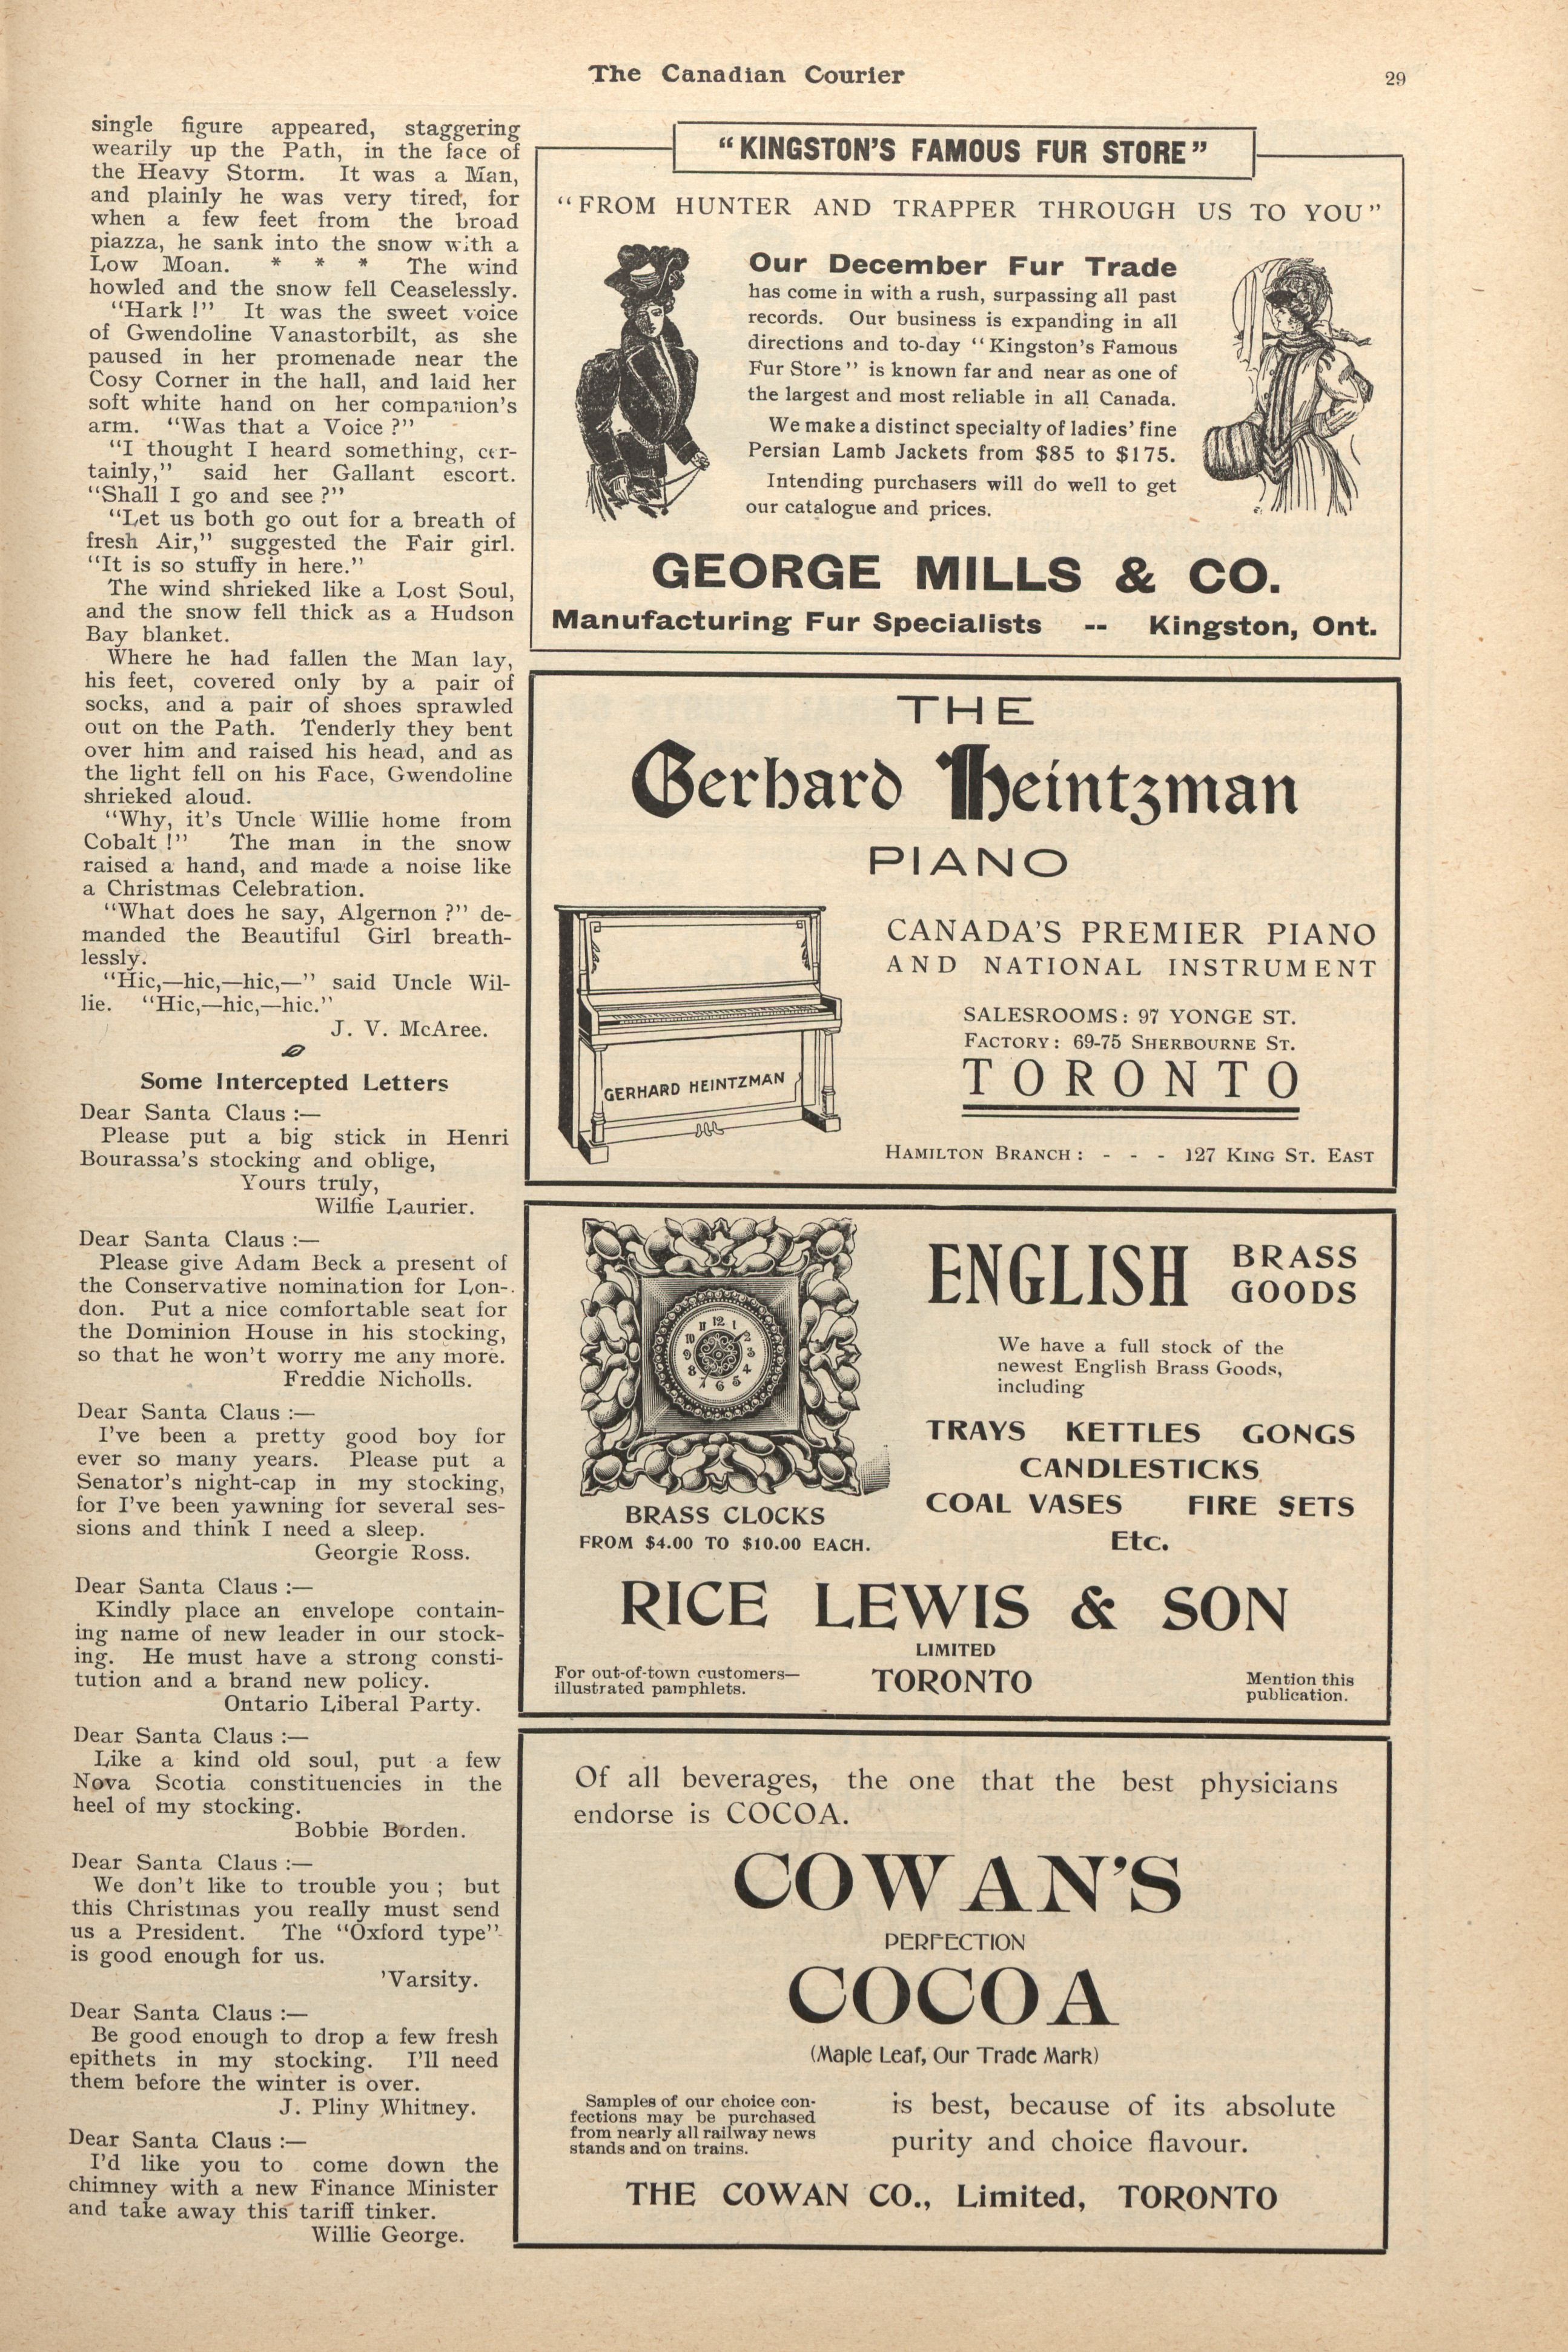 The Canadian Courier
29
single figure appeared, staggering
wearily up the Path, in the face of
the Heavy Storm. It was a Man,
and plainly he was very tired, for
when a few feet from the broad
piazza, he sank into the snow with a
Low Moan. * * * The wind
howled and the snow fell Ceaselessly.
"Hark !" It was the sweet voice
of Gwendoline Vanastorbilt, as she
paused in her promenade near the
Cosy Corner in the hall, and laid her
soft white hand on her companion's
arm. "Was that a Voice ?"
"I thought I heard something, cer-
tainly," said her Gallant escort.
"Shall I go and see ?"
"Let us both go out for a breath of
fresh Air," suggested the Fair girl.
"It is so stuffy in here."
The wind shrieked like a Lost Soul,
and the snow fell thick as a Hudson
Bay blanket.
Where he had fallen the Man lay,
his feet, covered only by a pair of
socks, and a pair of shoes sprawled
out on the Path. Tenderly they bent
over him and raised his head, and as
the light fell on his Face, Gwendoline
shrieked aloud.
"Why, it's Uncle Willie home from
Cobalt !" The man in the snow
raised a hand, and made a noise like
a Christmas Celebration.
"What does he say, Algernon ?" de-
manded the Beautiful Girl breath-
lessly.
"Hic,—hic,—hic,—" said Uncle Wil-
lie. "Hic,—hic,—hic."
J. V. McAree.
Some Intercepted Letters
Dear Santa Claus :—
Please put a big stick in Henri
Bourassa's stocking and oblige,
Yours truly,
Wilfie Laurier.
Dear Santa Claus :—
Please give Adam Beck a present of
the Conservative nomination for Lon-
don. Put a nice comfortable seat for
the Dominion House in his stocking,
so that he won't worry me any more.
Freddie Nicholls.
Dear Santa Claus :—
I've been a pretty good boy for
ever so many years. Please put a
Senator's night-cap in my stocking,
for I've been yawning for several ses-
sions and think I need a sleep.
Georgie Ross.
Dear Santa Claus :—
Kindly place an envelope contain-
ing name of new leader in our stock-
ing. He must have a strong consti-
tution and a brand new policy.
Ontario Liberal Party.
Dear Santa Claus :—
Like a kind old soul, put a few
Nova Scotia constituencies in the
heel of my stocking.
Bobbie Borden.
Dear Santa Claus :—
We don't like to trouble you ; but
this Christmas you really must send
us a President. The "Oxford type"
is good enough for us.
'Varsity.
Dear Santa Claus :—
Be good enough to drop a few fresh
epithets in my stocking. I'll need
them before the winter is over.
J. Pliny Whitney.
Dear Santa Claus :—
I'd like you to come down the
chimney with a new Finance Minister
and take away this tariff tinker.
Willie George.
"KINGSTON'S FAMOUS FUR STORE"
"FROM HUNTER AND TRAPPER THROUGH US TO YOU"
Our December Fur Trade
has come in with a rush, surpassing all past
records. Our business is expanding in all
directions and to-day "Kingston's Famous
Fur Store" is known far and near as one of
the largest and most reliable in all Canada.
We make a distinct specialty of ladies' fine
Persian Lamb Jackets from $85 to $175.
Intending purchasers will do well to get
our catalogue and prices.
GEORGE MILLS & CO.
Manufacturing Fur Specialists -- Kingston, Ont.
THE
Gerhard Heintzman
PIANO
GERHARD HEINTZMAN
CANADA'S PREMIER PIANO
AND NATIONAL INSTRUMENT
SALESROOMS: 97 YONGE ST.
FACTORY: 69-75 SHERBOURNE ST.
TORONTO
HAMILTON BRANCH: - - - 127 KING ST. EAST
12 1 2 3 4 5 6 7 8 9 10 11
BRASS CLOCKS
FROM $4.00 TO $10.00 EACH.
ENGLISH BRASS
GOODS
We have a full stock of the
newest English Brass Goods,
including
TRAYS KETTLES GONGS
CANDLESTICKS
COAL VASES FIRE SETS
Etc.
RICE LEWIS & SON
LIMITED
For out-of-town customers—
illustrated pamphlets.
TORONTO
Mention this
publication.
Of all beverages, the one that the best physicians
endorse is COCOA.
COWAN'S
PERFECTION
COCOA
(Maple Leaf, Our Trade Mark)
Samples of our choice con-
fections may be purchased
from nearly all railway news
stands and on trains.
is best, because of its absolute
purity and choice flavour.
THE COWAN CO., Limited, TORONTO